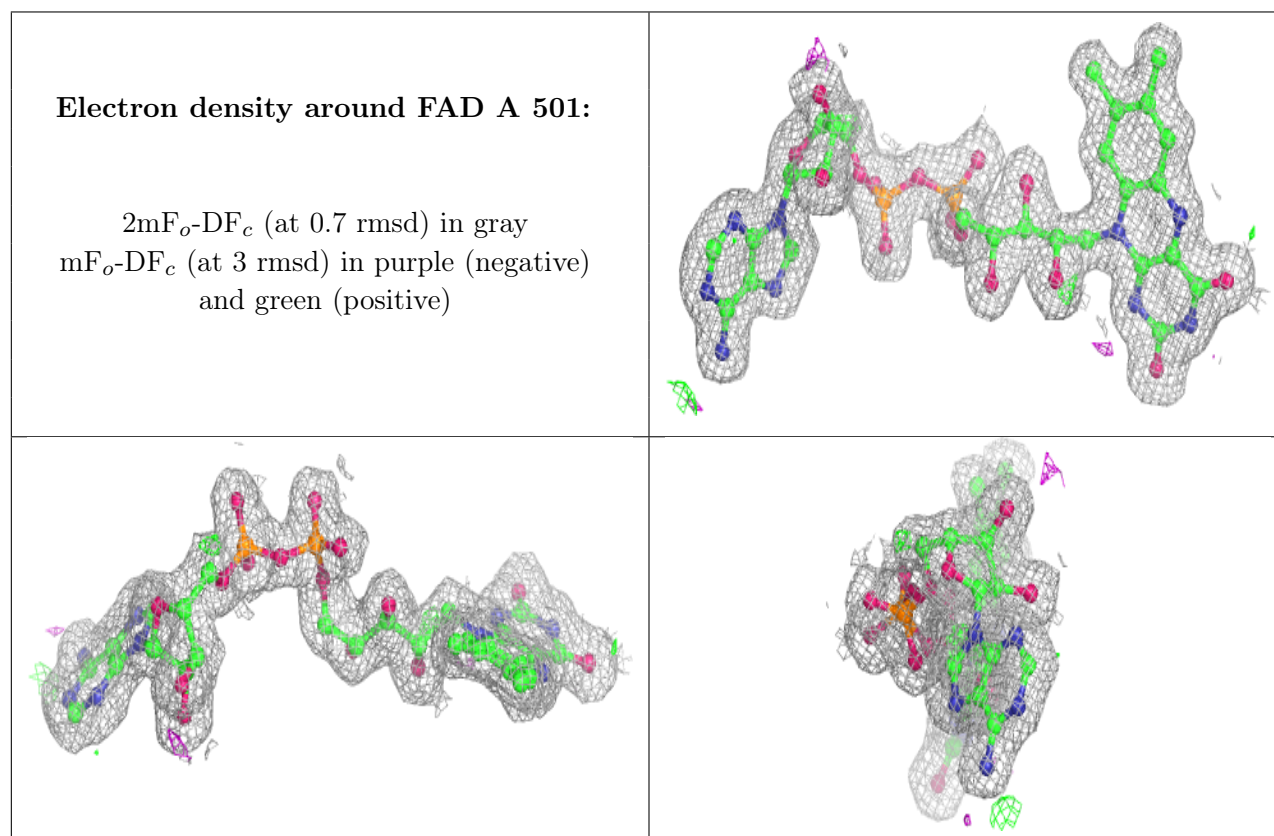 Electron density around FAD A 501:
2mFo-DFc (at 0.7 rmsd) in gray
mFo-DFc (at 3 rmsd) in purple (negative)
and green (positive)